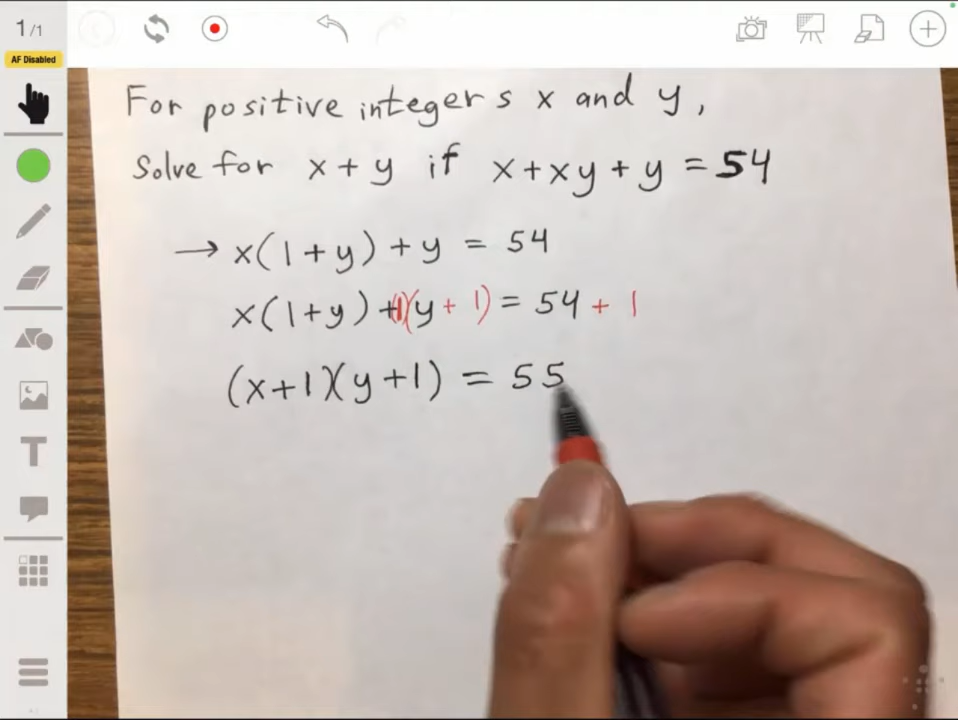 1/1
AF Disabled
For positive integers x and y,
Solve for x + y if x + xy + y = 54
→ x(1 + y) + y = 54
x(1 + y) + (1)(y + 1) = 54 + 1
(x + 1)(y + 1) = 55
T